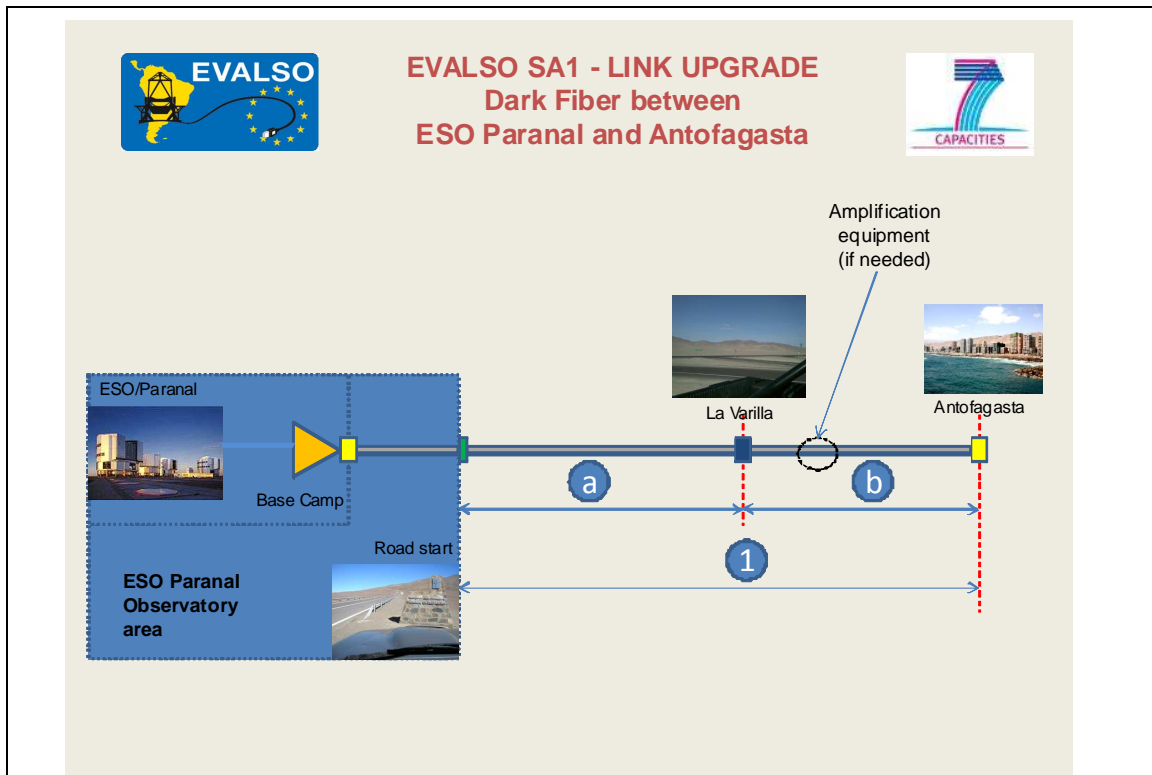 EVALSO
EVALSO SA1 - LINK UPGRADE
Dark Fiber between
ESO Paranal and Antofagasta
7
CAPACITIES
Amplification
equipment
(if needed)
ESO/Paranal
La Varilla
Antofagasta
Base Camp
a
b
Road start
1
ESO Paranal
Observatory
area